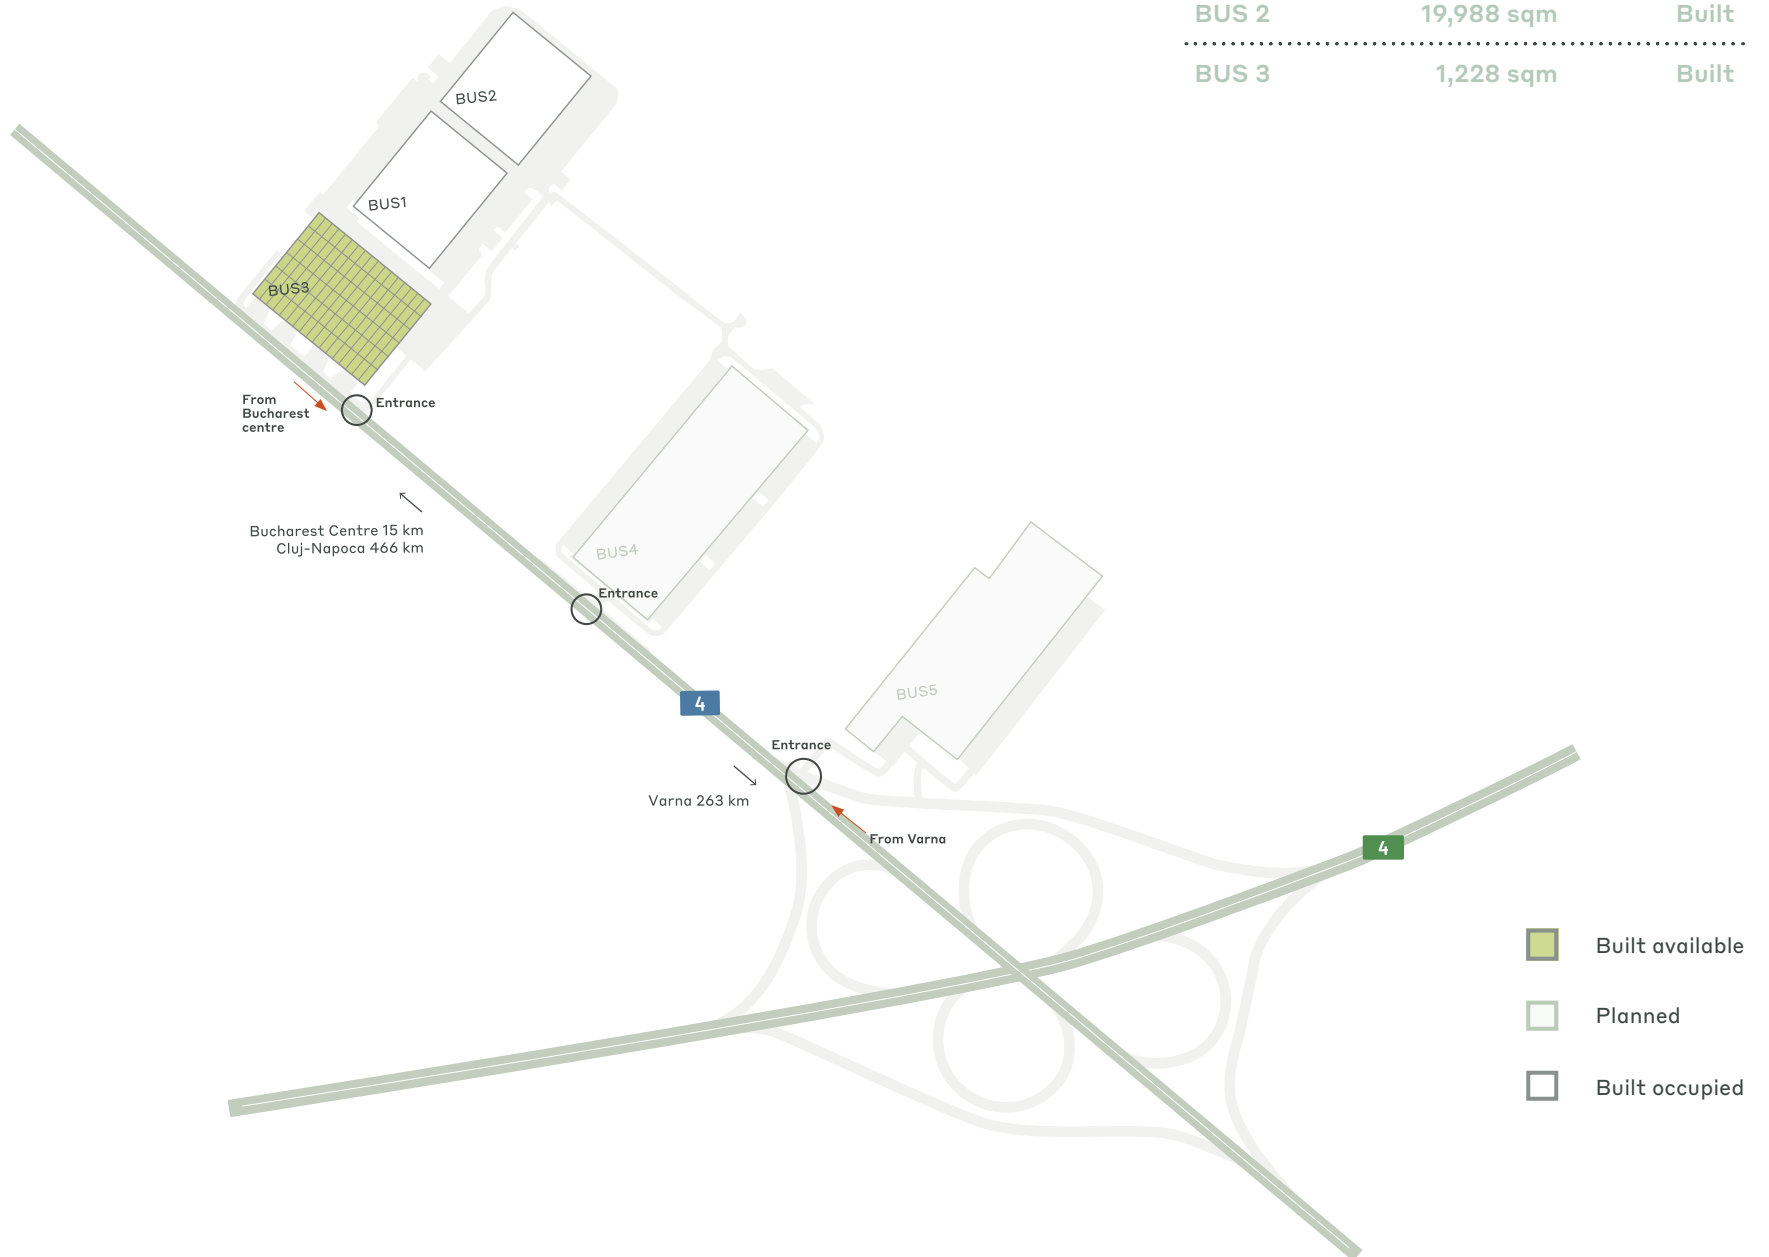 BUS 2 19,988 sqm Built
BUS 3 1,228 sqm Built
BUS2
BUS1
BUS3
From
Bucharest
centre
Entrance
Bucharest Centre 15 km
Cluj-Napoca 466 km
BUS4
Entrance
BUS5
4
Entrance
Varna 263 km
From Varna
4
Built available
Planned
Built occupied